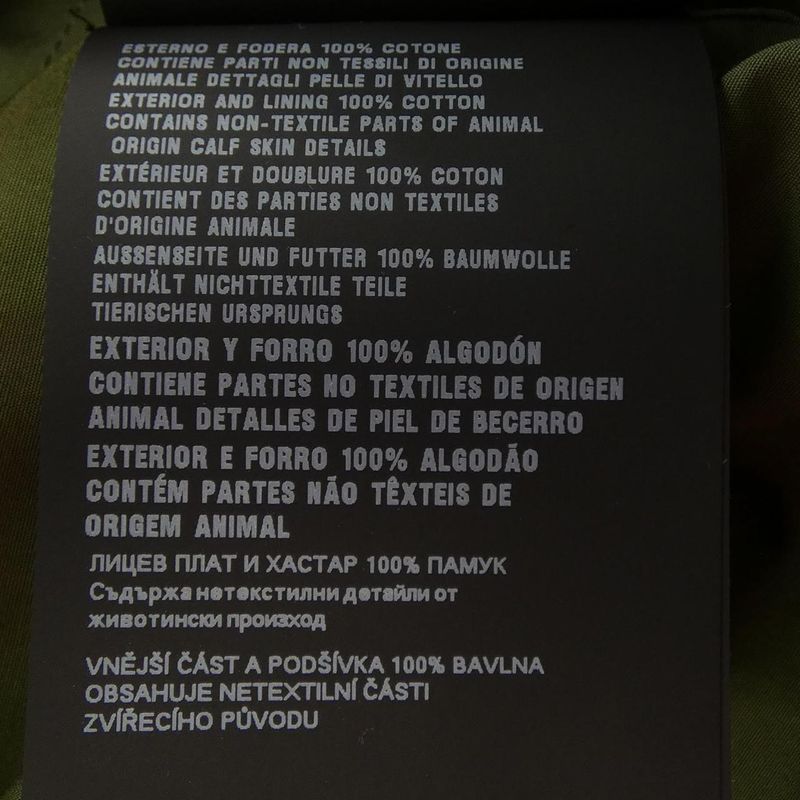 ESTERNO E FODERA 100% COTONE
CONTIENE PARTI NON TESSILI DI ORIGINE
ANIMALE DETTAGLI PELLE DI VITELLO
EXTERIOR AND LINING 100% COTTON
CONTAINS NON-TEXTILE PARTS OF ANIMAL
ORIGIN CALF SKIN DETAILS
EXTÉRIEUR ET DOUBLURE 100% COTON
CONTIENT DES PARTIES NON TEXTILES
D'ORIGINE ANIMALE
AUSSENSEITE UND FUTTER 100% BAUMWOLLE
ENTHÄLT NICHTTEXTILE TEILE
TIERISCHEN URSPRUNGS
EXTERIOR Y FORRO 100% ALGODÓN
CONTIENE PARTES NO TEXTILES DE ORIGEN
ANIMAL DETALLES DE PIEL DE BECERRO
EXTERIOR E FORRO 100% ALGODÃO
CONTÉM PARTES NÃO TÊXTEIS DE
ORIGEM ANIMAL
ЛИЦЕВ ПЛАТ И ХАСТАР 100% ПАМУК
Съдържа нетекстилни детайли от
животински произход
VNĚJŠÍ ČÁST A PODŠÍVKA 100% BAVLNA
OBSAHUJE NETEXTILNÍ ČÁSTI
ZVÍŘECÍHO PŮVODU